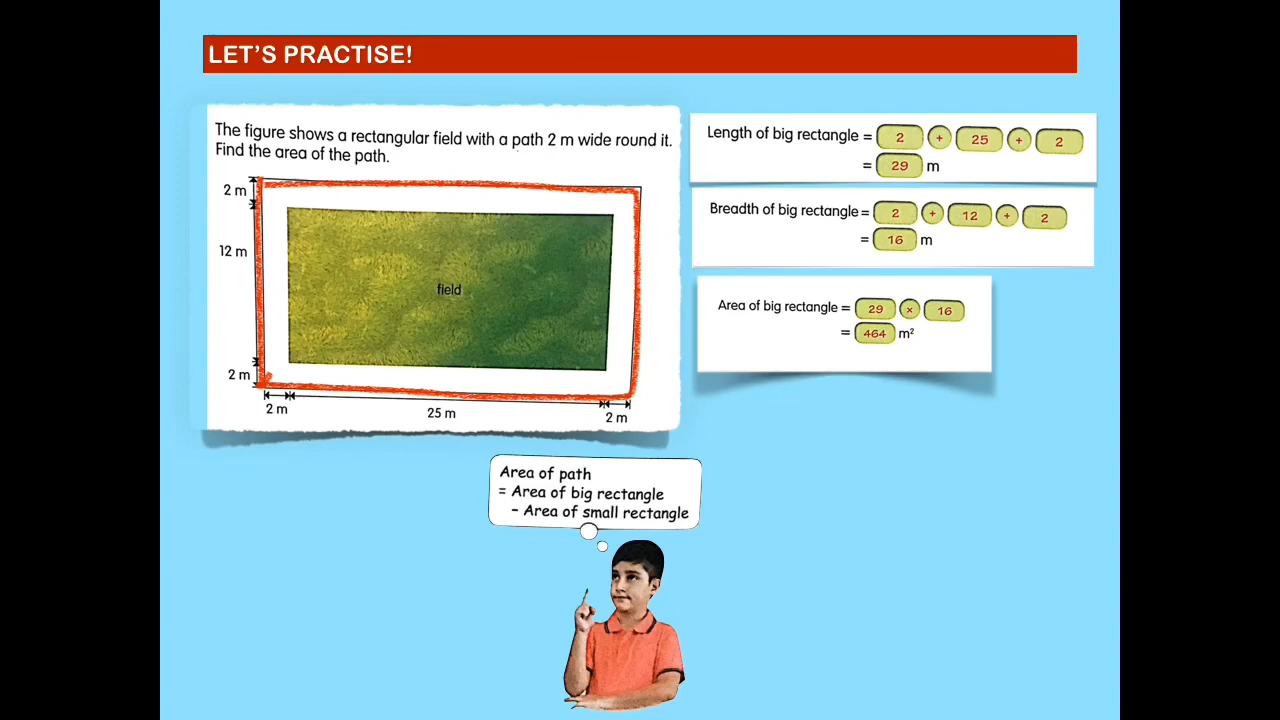 LET'S PRACTISE!
The figure shows a rectangular field with a path 2 m wide round it.
Find the area of the path.
2 m
12 m
field
2 m
2 m
25 m
2 m
Length of big rectangle = 2 + 25 + 2
= 29 m
Breadth of big rectangle = 2 + 12 + 2
= 16 m
Area of big rectangle = 29 × 16
= 464 m²
Area of path
= Area of big rectangle
– Area of small rectangle